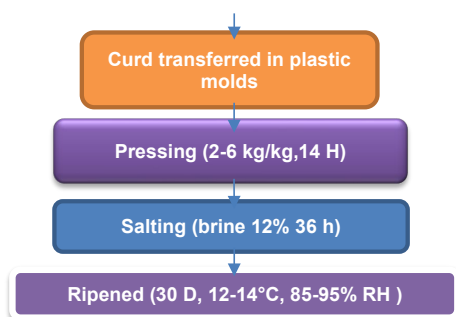 Curd transferred in plastic
molds
Pressing (2-6 kg/kg,14 H)
Salting (brine 12% 36 h)
Ripened (30 D, 12-14°C, 85-95% RH )